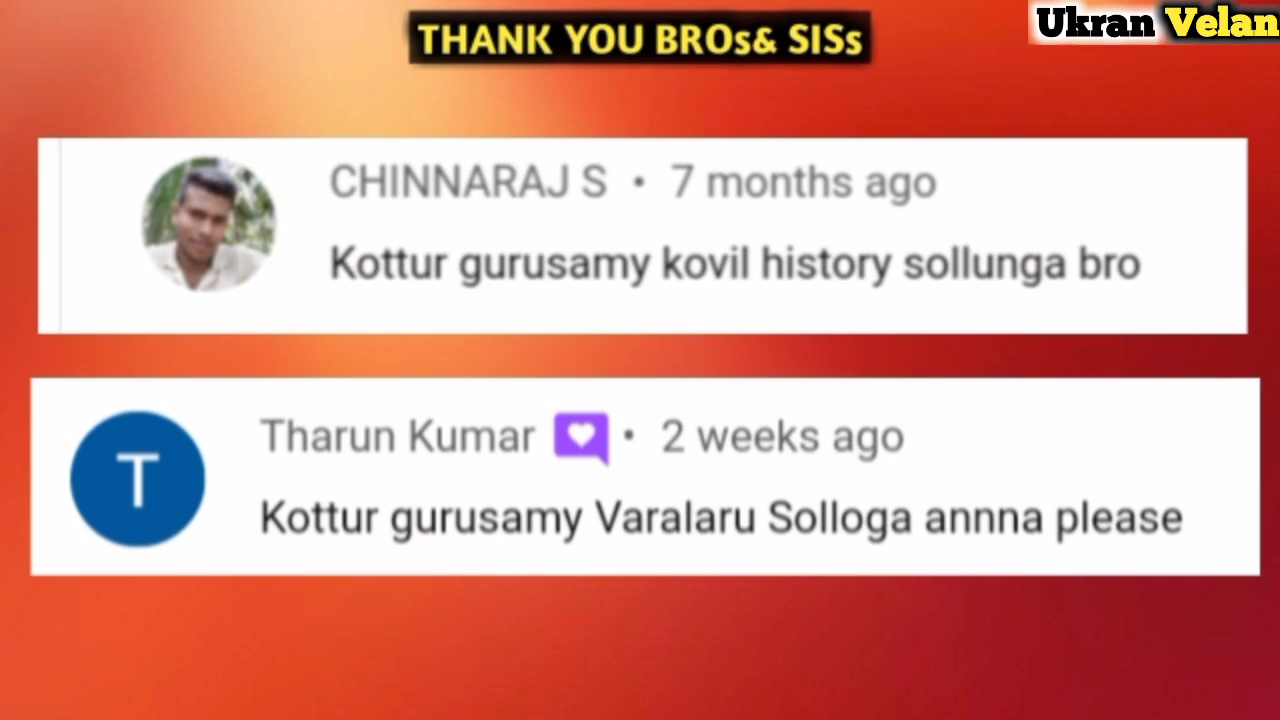 THANK YOU BROs& SISs
Ukran Velan
CHINNARAJ S • 7 months ago
Kottur gurusamy kovil history sollunga bro
T
Tharun Kumar • 2 weeks ago
Kottur gurusamy Varalaru Solloga annna please